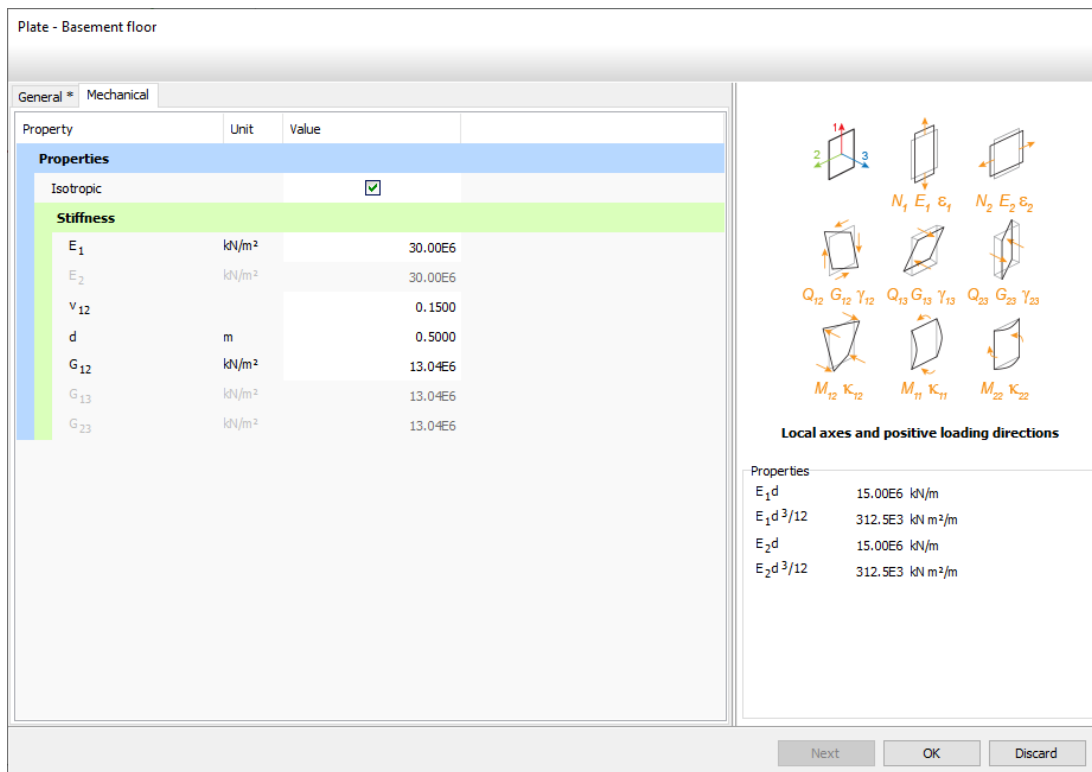 Plate - Basement floor
General * Mechanical
Property Unit Value
Properties
Isotropic
Stiffness
E1 kN/m² 30.00E6
E2 kN/m² 30.00E6
ν12 0.1500
d m 0.5000
G12 kN/m² 13.04E6
G13 kN/m² 13.04E6
G23 kN/m² 13.04E6
1 2 3
N1 E1 ε1 N2 E2 ε2
Q12 G12 γ12 Q13 G13 γ13 Q23 G23 γ23
M12 κ12 M11 κ11 M22 κ22
Local axes and positive loading directions
Properties
E1d 15.00E6 kN/m
E1d³/12 312.5E3 kN m²/m
E2d 15.00E6 kN/m
E2d³/12 312.5E3 kN m²/m
Next OK Discard